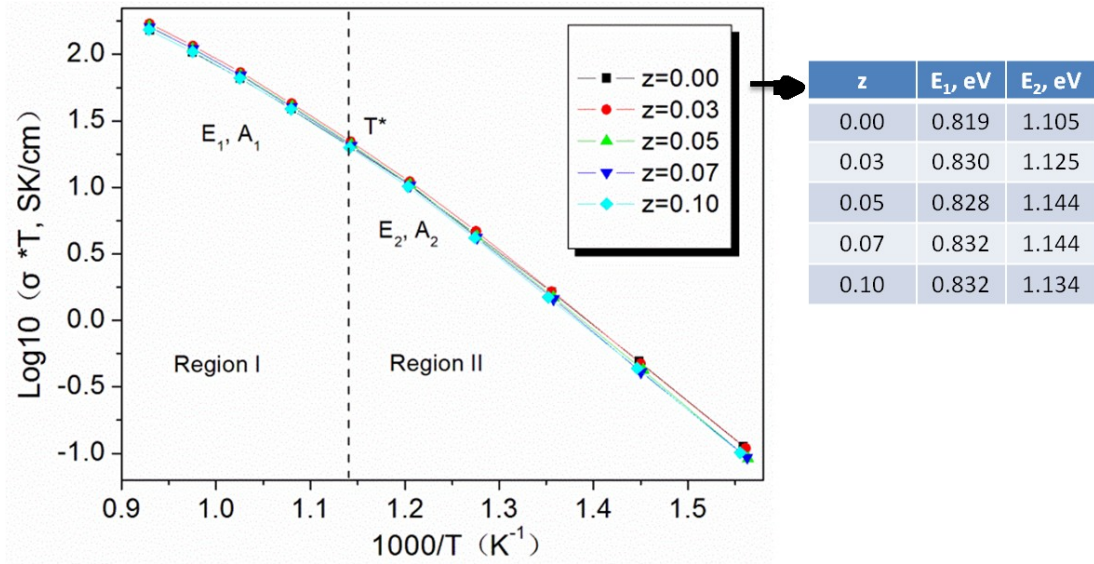 Log10 (σ *T, SK/cm)
2.0
1.5
1.0
0.5
0.0
-0.5
-1.0
E₁, A₁
T*
E₂, A₂
Region I
Region II
z=0.00
z=0.03
z=0.05
z=0.07
z=0.10
0.9 1.0 1.1 1.2 1.3 1.4 1.5
1000/T (K⁻¹)
z E₁, eV E₂, eV
0.00 0.819 1.105
0.03 0.830 1.125
0.05 0.828 1.144
0.07 0.832 1.144
0.10 0.832 1.134